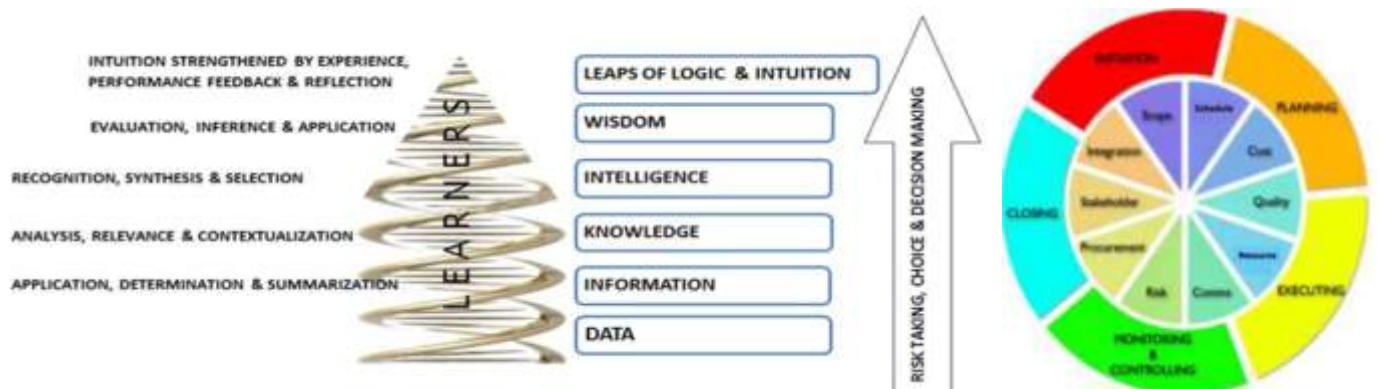 INTUITION STRENGTHENED BY EXPERIENCE,
PERFORMANCE FEEDBACK & REFLECTION
EVALUATION, INFERENCE & APPLICATION
RECOGNITION, SYNTHESIS & SELECTION
ANALYSIS, RELEVANCE & CONTEXTUALIZATION
APPLICATION, DETERMINATION & SUMMARIZATION
LEARNERS
LEAPS OF LOGIC & INTUITION
WISDOM
INTELLIGENCE
KNOWLEDGE
INFORMATION
DATA
RISK TAKING, CHOICE & DECISION MAKING
INITIATION
PLANNING
EXECUTING
MONITORING
&
CONTROLLING
CLOSING
Scope
Schedule
Cost
Quality
Resource
Comms
Risk
Procurement
Stakeholder
Integration